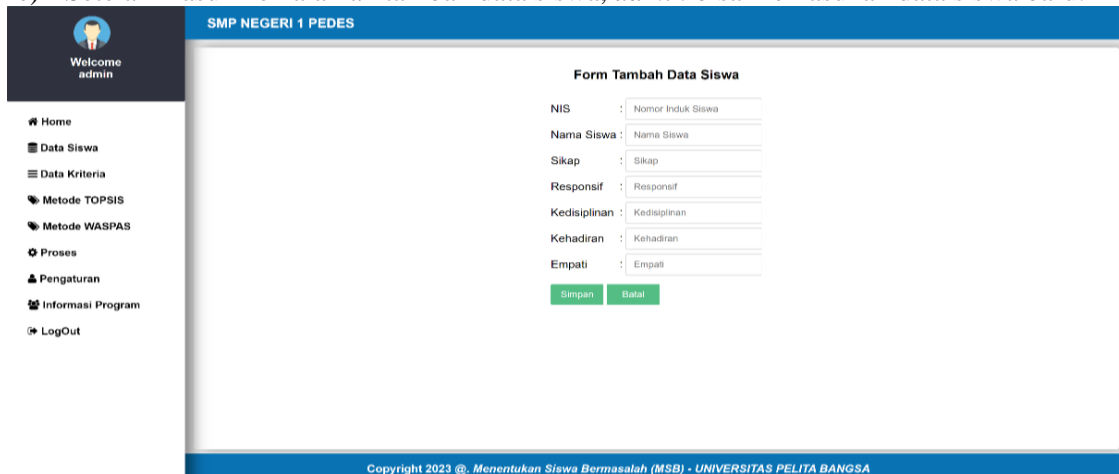 SMP NEGERI 1 PEDES
Welcome
admin
Home
Data Siswa
Data Kriteria
Metode TOPSIS
Metode WASPAS
Proses
Pengaturan
Informasi Program
LogOut
Form Tambah Data Siswa
NIS : Nomor Induk Siswa
Nama Siswa : Nama Siswa
Sikap : Sikap
Responsif : Responsif
Kedisiplinan : Kedisiplinan
Kehadiran : Kehadiran
Empati : Empati
Simpan Batal
Copyright 2023 @. Menentukan Siswa Bermasalah (MSB) - UNIVERSITAS PELITA BANGSA